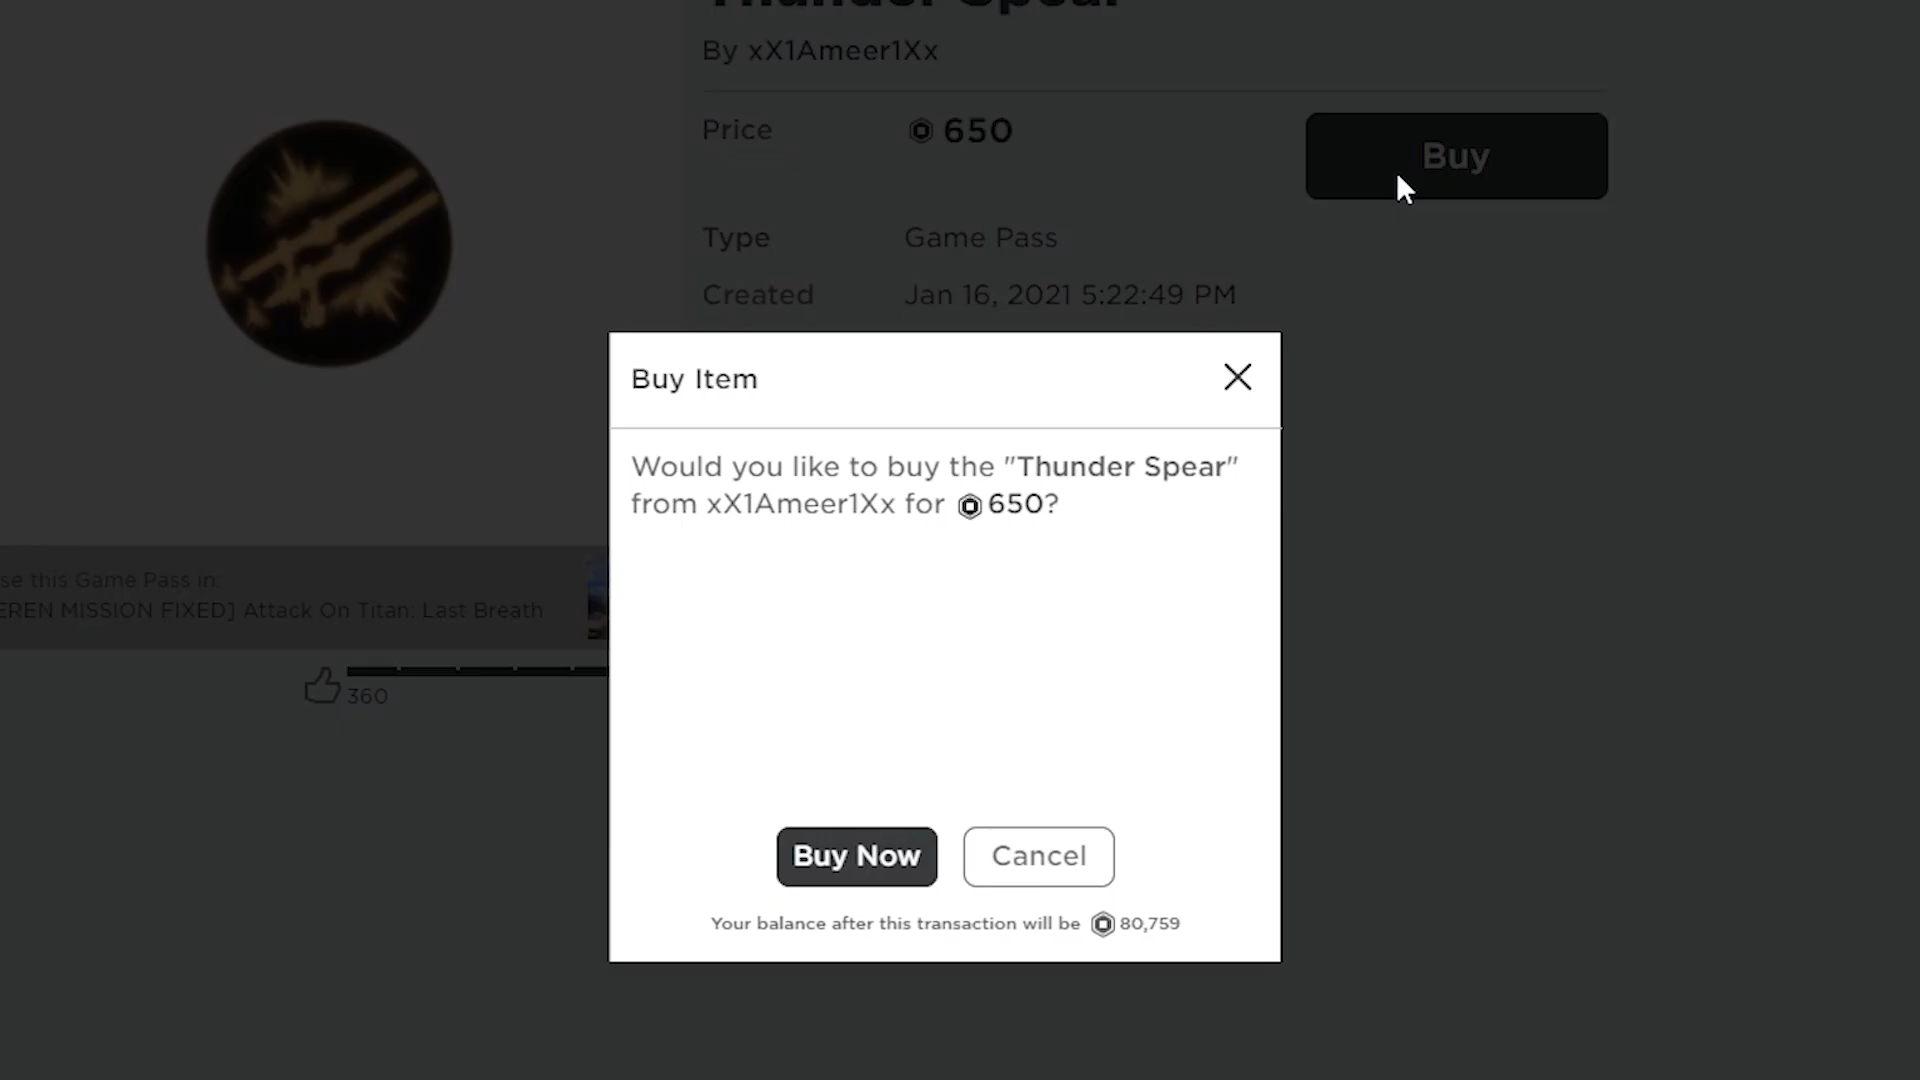 Thunder Spear
By xX1Ameer1Xx
Price 650
Buy
Type Game Pass
Created Jan 16, 2021 5:22:49 PM
Buy Item
Would you like to buy the "Thunder Spear"
from xX1Ameer1Xx for 650?
se this Game Pass in:
EREN MISSION FIXED] Attack On Titan: Last Breath
360
Buy Now
Cancel
Your balance after this transaction will be 80,759